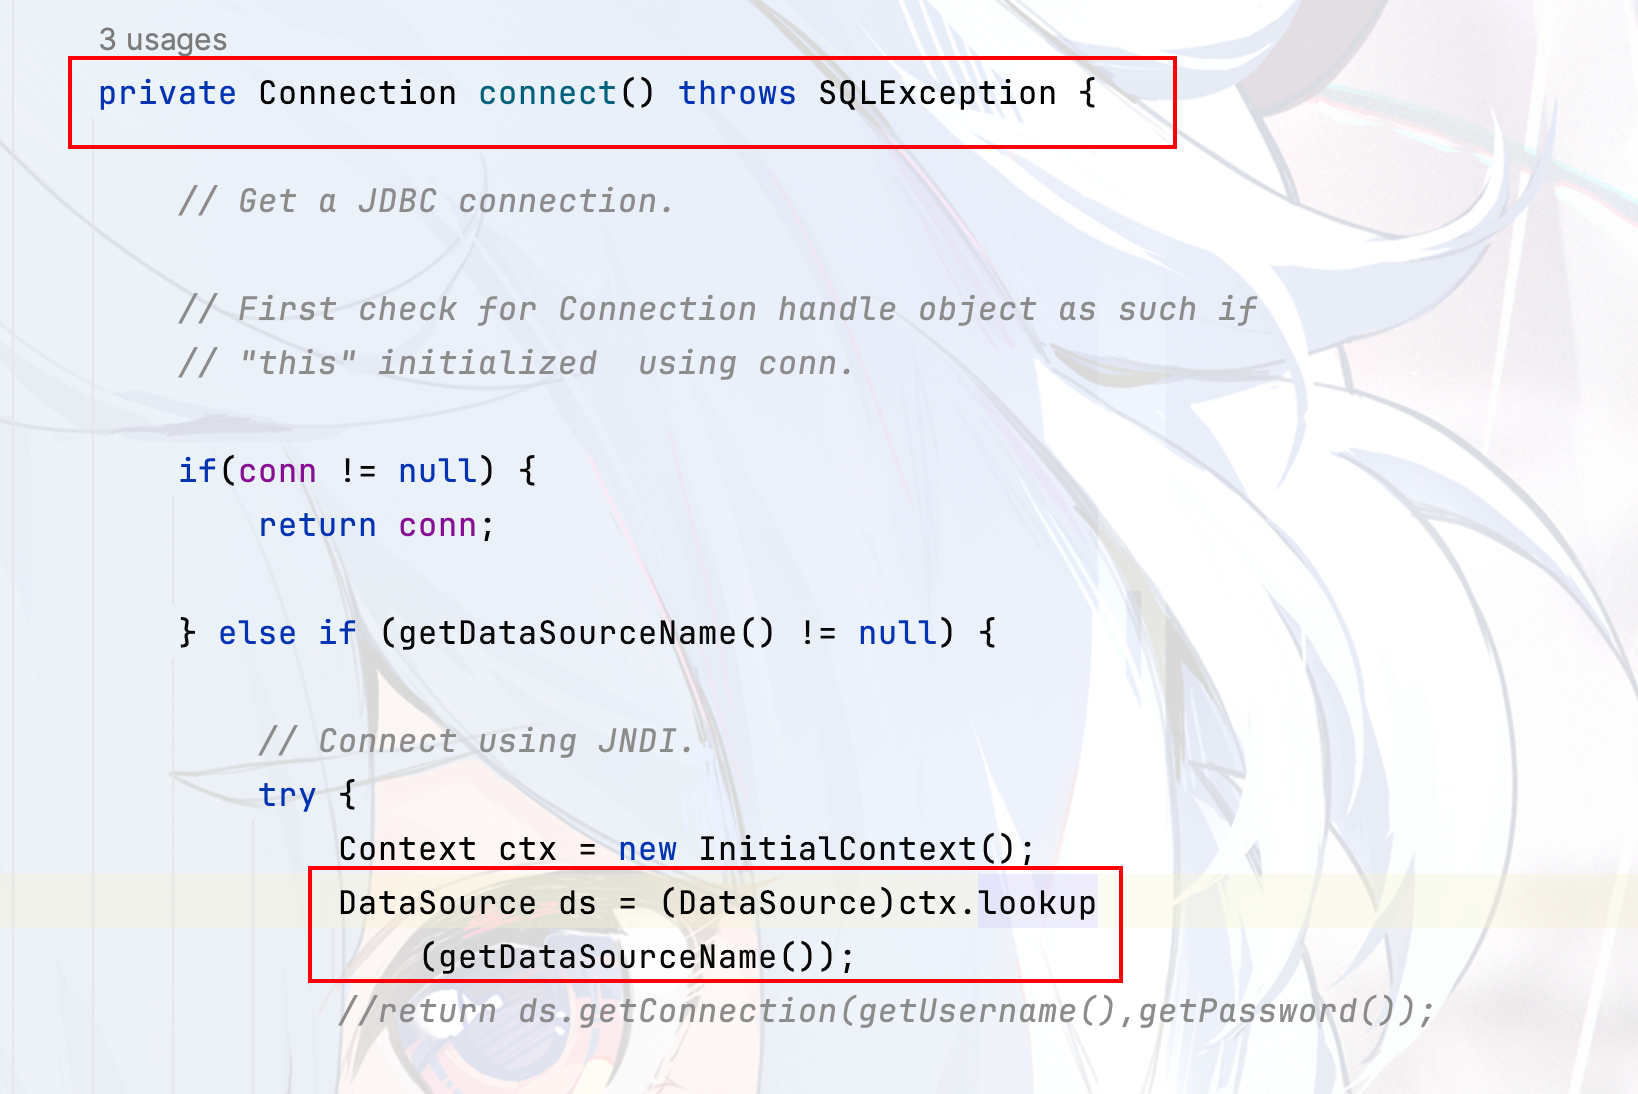 3 usages
private Connection connect() throws SQLException {
// Get a JDBC connection.
// First check for Connection handle object as such if
// "this" initialized  using conn.
if(conn != null) {
return conn;
} else if (getDataSourceName() != null) {
// Connect using JNDI.
try {
Context ctx = new InitialContext();
DataSource ds = (DataSource)ctx.lookup
(getDataSourceName());
//return ds.getConnection(getUsername(),getPassword());